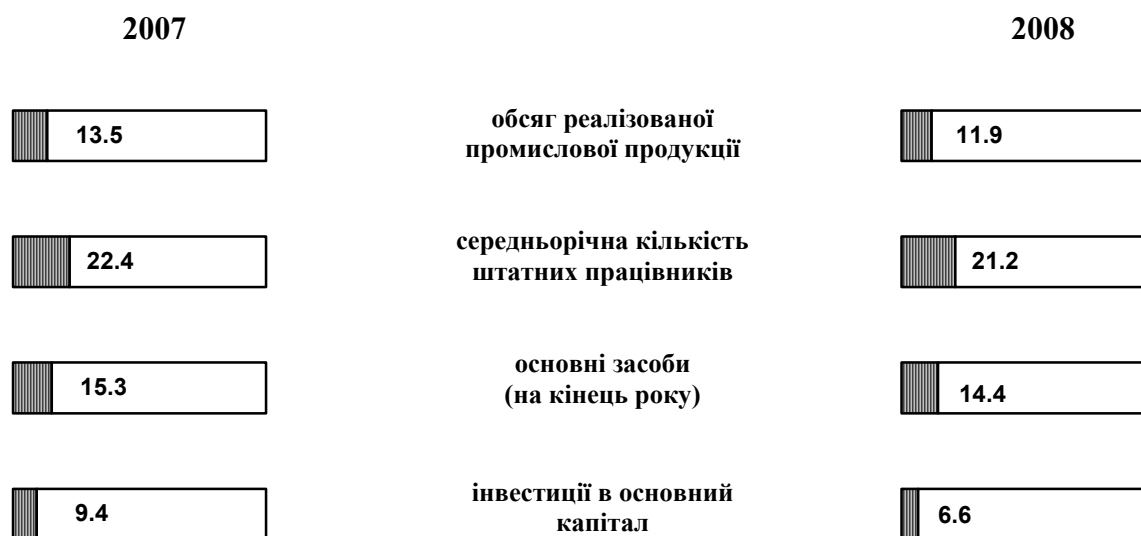 2007
2008
13.5
обсяг реалізованої
промислової продукції
11.9
22.4
середньорічна кількість
штатних працівників
21.2
15.3
основні засоби
(на кінець року)
14.4
9.4
інвестиції в основний
капітал
6.6